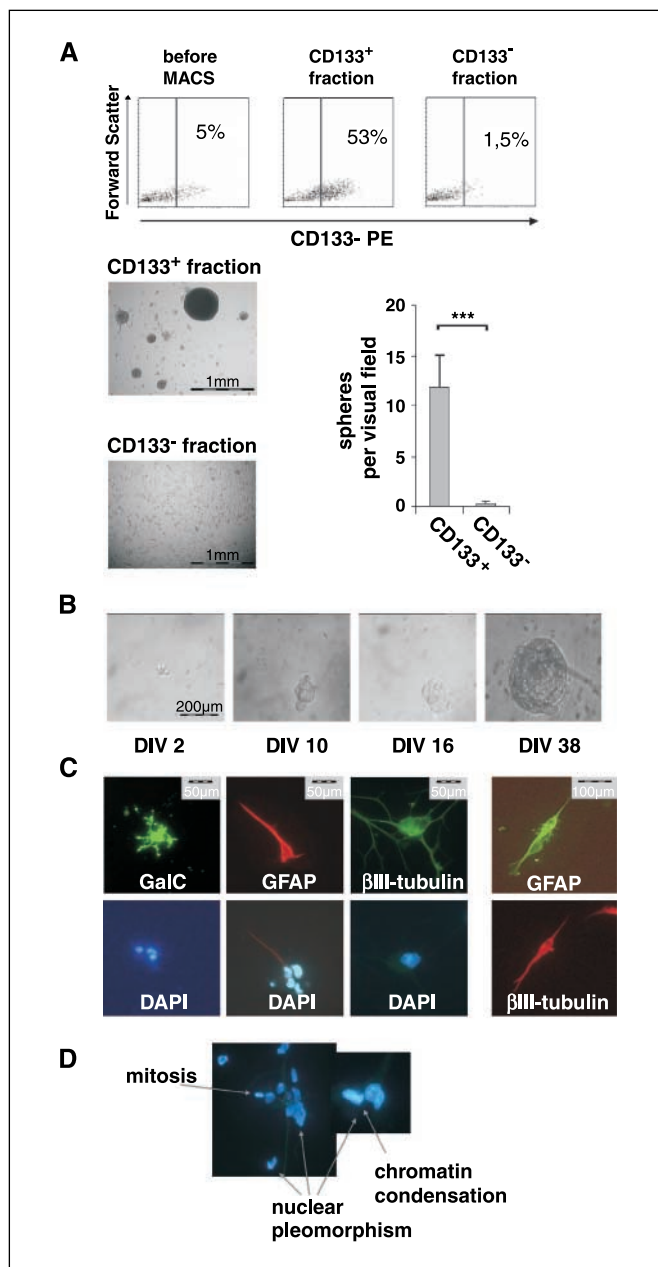 A
before
MACS
CD133+
fraction
CD133-
fraction
5%
53%
1,5%
Forward Scatter
CD133- PE
CD133+ fraction
1mm
CD133- fraction
1mm
20
15
10
5
0
***
spheres
per visual field
CD133+
CD133-
B
200µm
DIV 2
DIV 10
DIV 16
DIV 38
C
50µm
50µm
50µm
100µm
GalC
GFAP
βIII-tubulin
GFAP
DAPI
DAPI
DAPI
βIII-tubulin
D
mitosis
chromatin
condensation
nuclear
pleomorphism